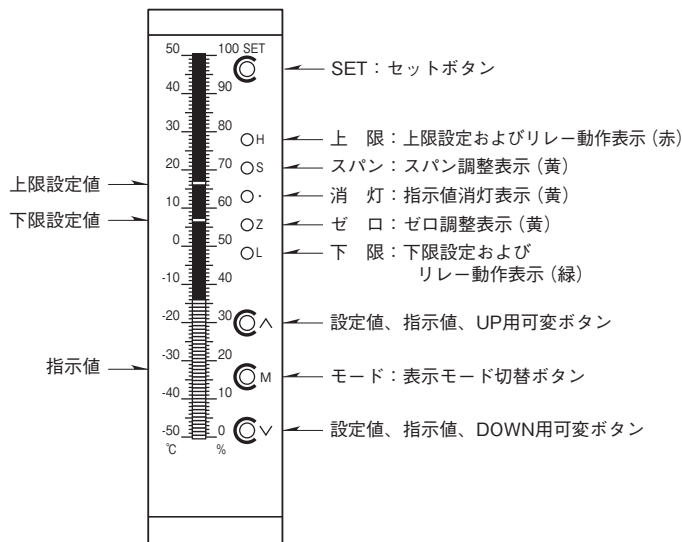 50 100 SET
SET：セットボタン
40 90
30 80
H 上　限：上限設定およびリレー動作表示（赤）
20 70 S スパン：スパン調整表示（黄）
上限設定値
10 60 ・ 消　灯：指示値消灯表示（黄）
下限設定値
Z ゼ　ロ：ゼロ調整表示（黄）
0 50 L 下　限：下限設定および
リレー動作表示（緑）
-10 40
-20 30 ∧ 設定値、指示値、UP用可変ボタン
-30 20
指示値
M モード：表示モード切替ボタン
-40 10
-50 0 ∨ 設定値、指示値、DOWN用可変ボタン
℃ %